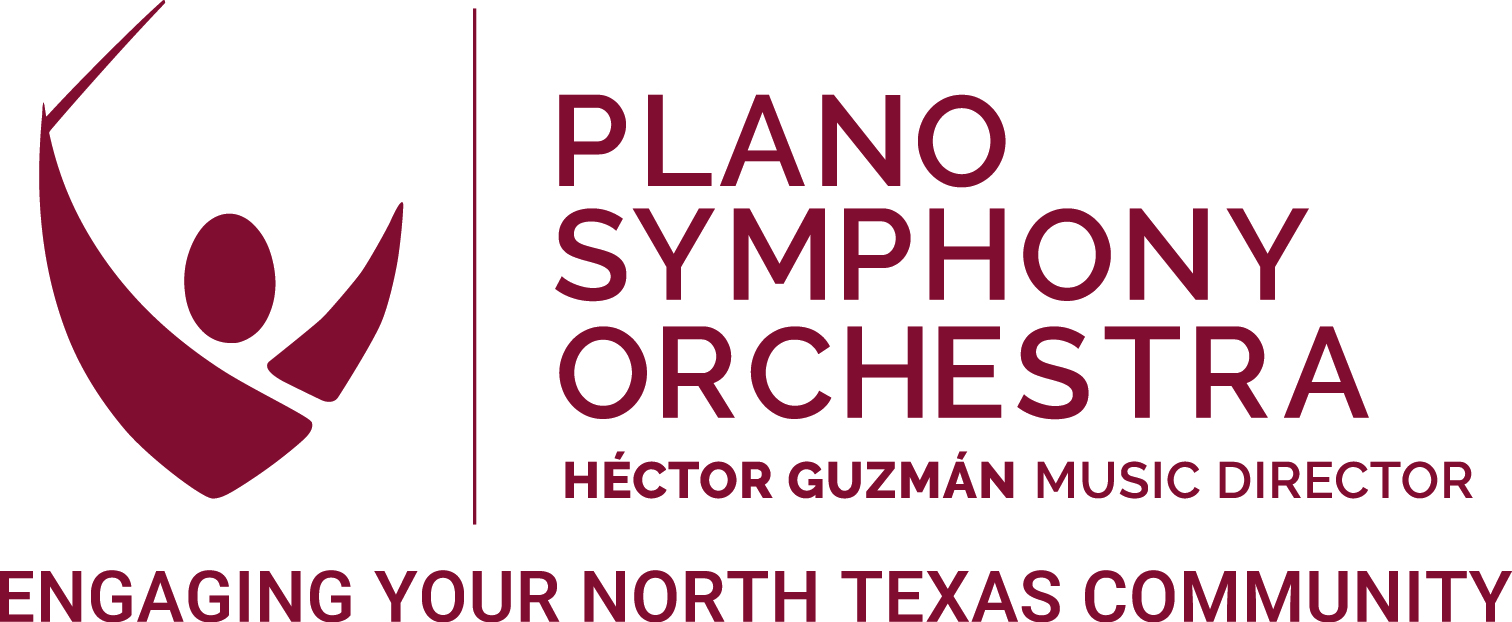 PLANO
SYMPHONY
ORCHESTRA
HÉCTOR GUZMÁN MUSIC DIRECTOR
ENGAGING YOUR NORTH TEXAS COMMUNITY